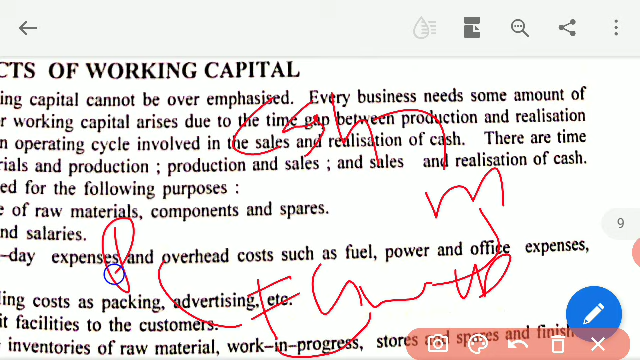 CTS OF WORKING CAPITAL
ing capital cannot be over emphasised. Every business needs some amount of
r working capital arises due to the time gap between production and realisation
n operating cycle involved in the sales and realisation of cash. There are time
rials and production ; production and sales ; and sales and realisation of cash.
ed for the following purposes :
e of raw materials, components and spares.
nd salaries.
-day expenses and overhead costs such as fuel, power and office expenses,
9
ling costs as packing, advertising, etc.
it facilities to the customers.
inventories of raw material, work-in-progress, stores and spares and finish